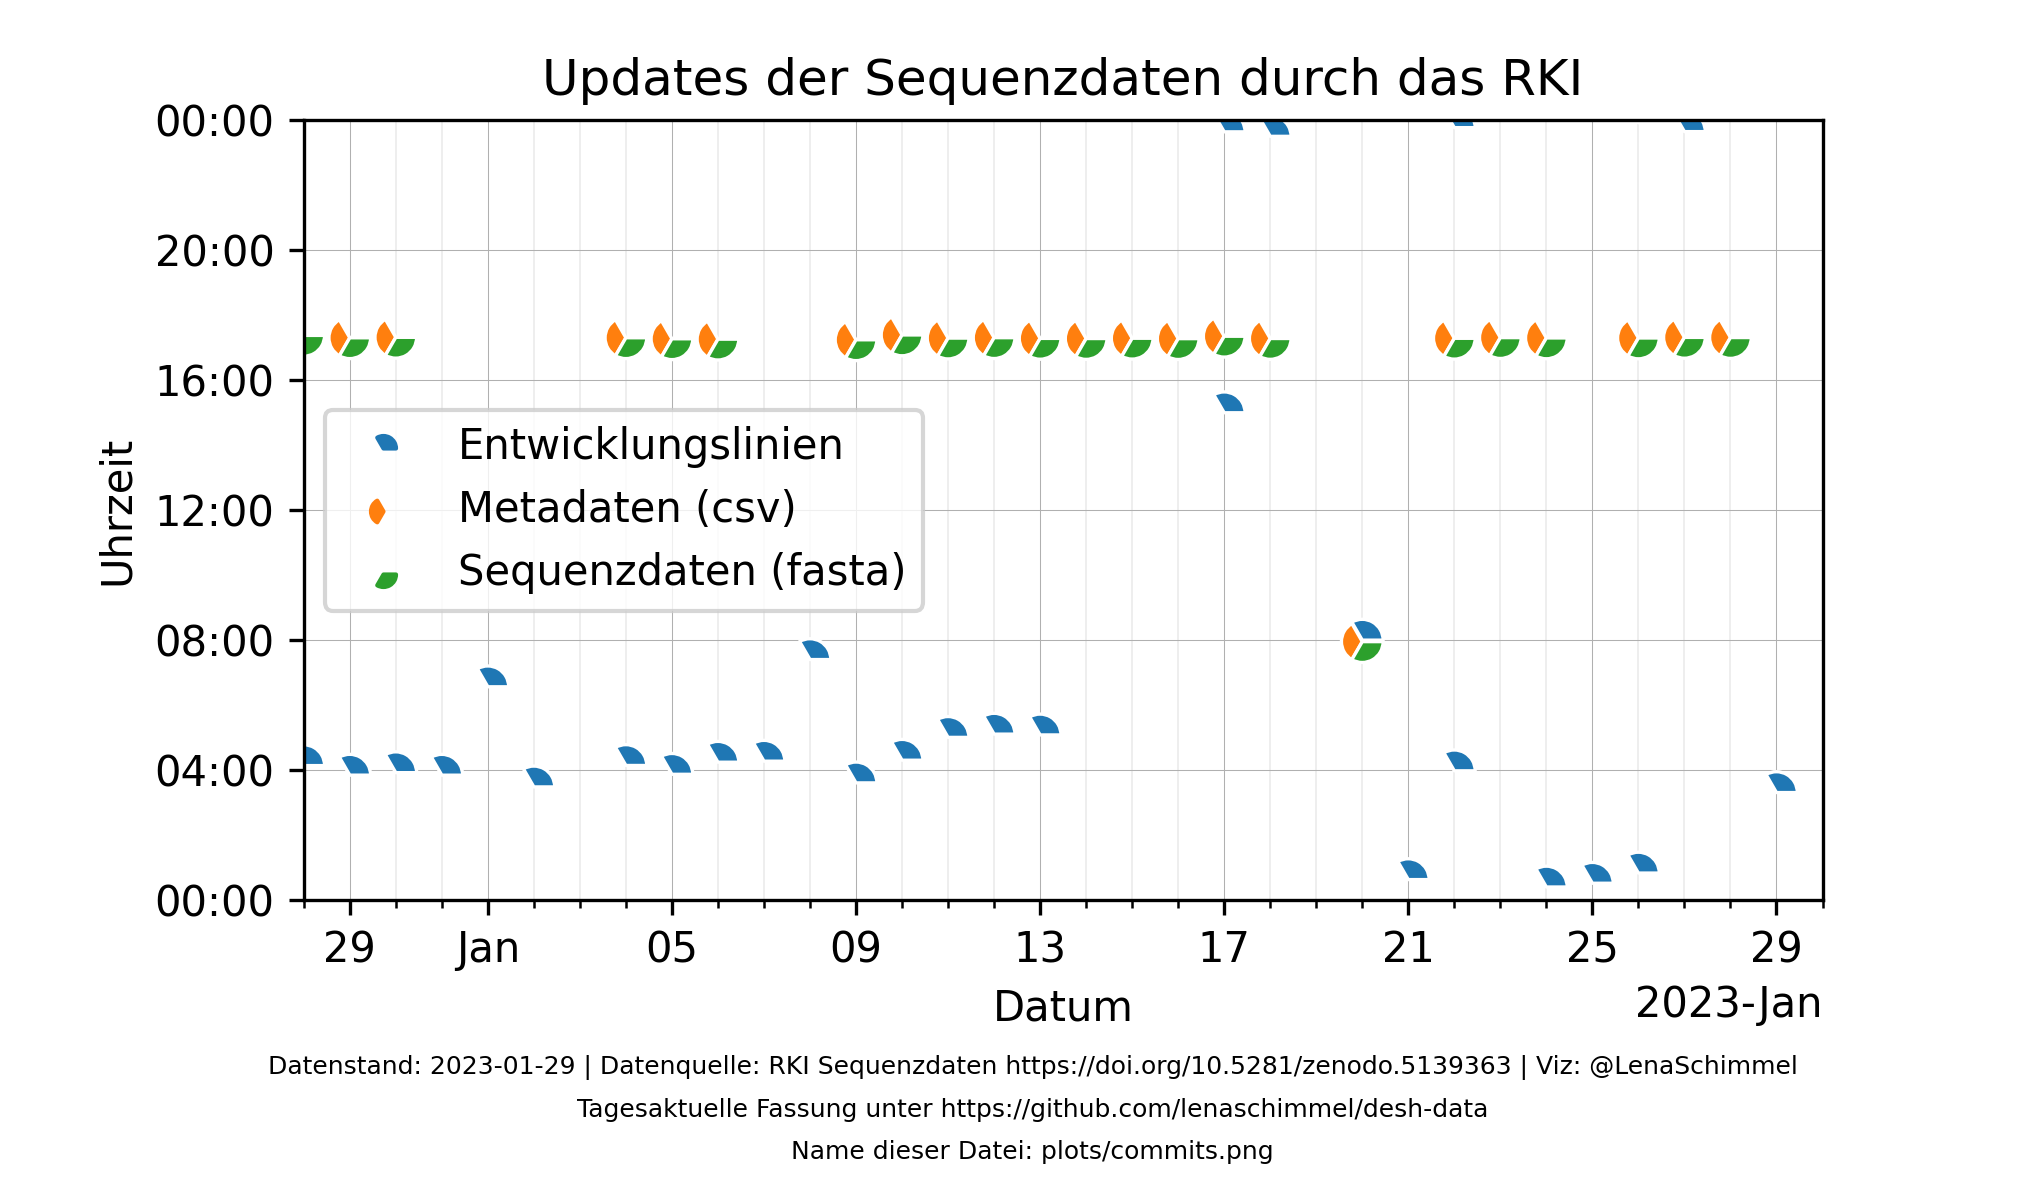 Updates der Sequenzdaten durch das RKI
00:00
20:00
16:00
12:00
08:00
04:00
00:00
Uhrzeit
Entwicklungslinien
Metadaten (csv)
Sequenzdaten (fasta)
29 Jan 05 09 13 17 21 25 29
2023-Jan
Datum
Datenstand: 2023-01-29 | Datenquelle: RKI Sequenzdaten https://doi.org/10.5281/zenodo.5139363 | Viz: @LenaSchimmel
Tagesaktuelle Fassung unter https://github.com/lenaschimmel/desh-data
Name dieser Datei: plots/commits.png